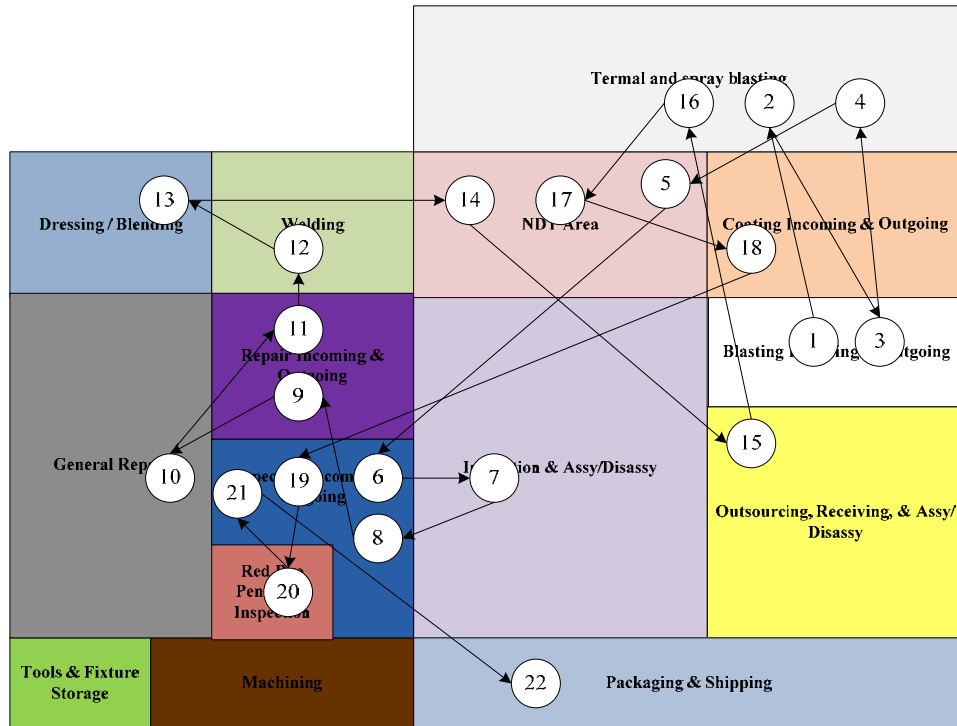 Termal and spray blasting
16
2
4
5
13
14
17
Dressing / Blending
Welding
NDT Area
Coating Incoming & Outgoing
12
18
11
1
3
Repair Incoming &
Outgoing
Blasting
9
15
General
10
19
6
7
& Assy/Disassy
21
8
Outsourcing, Receiving, & Assy/
Disassy
Red
20
Inspection
Tools & Fixture
Storage
Machining
22
Packaging & Shipping